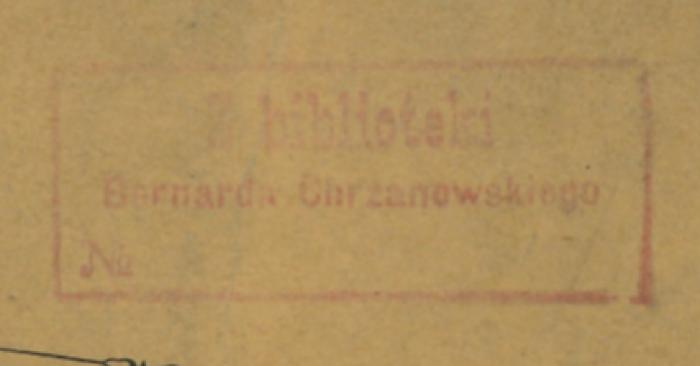 Z biblioteki
Bernarda Chrzanowskiego
No